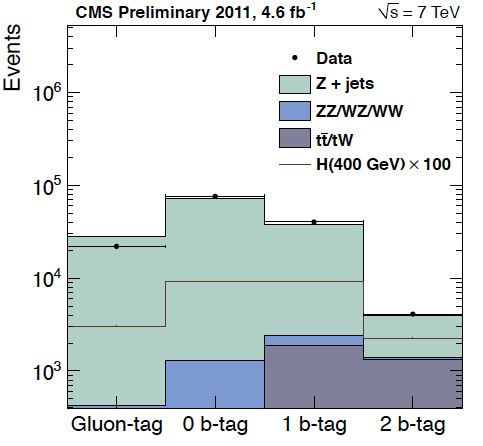 CMS Preliminary 2011, 4.6 fb⁻¹ √s = 7 TeV
Events
Data
Z + jets
ZZ/WZ/WW
tt̄/tW
H(400 GeV) × 100
10⁶
10⁵
10⁴
10³
Gluon-tag 0 b-tag 1 b-tag 2 b-tag